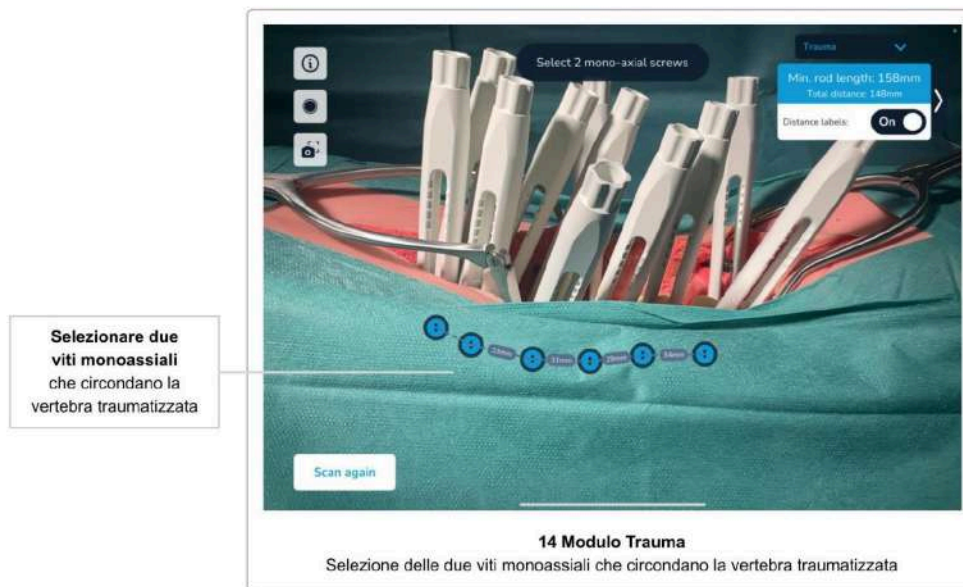 Select 2 mono-axial screws
Trauma
Min. rod length: 158mm
Total distance: 148mm
Distance labels:
On
Selezionare due
viti monoassiali
che circondano la
vertebra traumatizzata
34mm
Scan again
14 Modulo Trauma
Selezione delle due viti monoassiali che circondano la vertebra traumatizzata